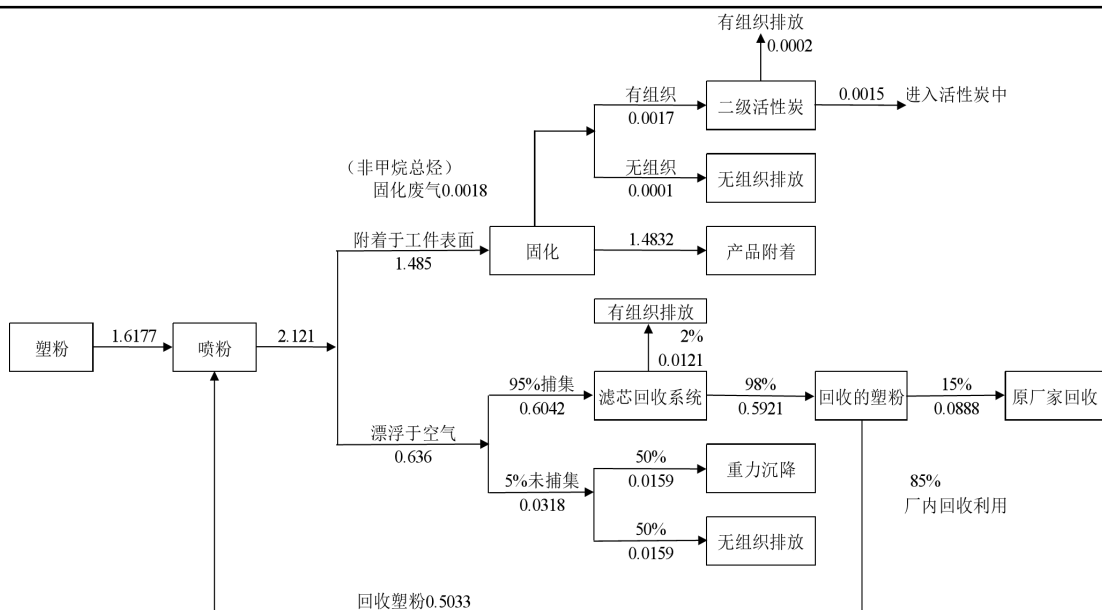 有组织排放
0.0002
有组织
0.0017
二级活性炭
0.0015
进入活性炭中
（非甲烷总烃）
固化废气0.0018
无组织
0.0001
无组织排放
附着于工件表面
1.485
固化
1.4832
产品附着
塑粉
1.6177
喷粉
2.121
有组织排放
2%
0.0121
95%捕集
0.6042
滤芯回收系统
98%
0.5921
回收的塑粉
15%
0.0888
原厂家回收
漂浮于空气
0.636
5%未捕集
0.0318
50%
0.0159
重力沉降
50%
0.0159
无组织排放
85%
厂内回收利用
回收塑粉0.5033